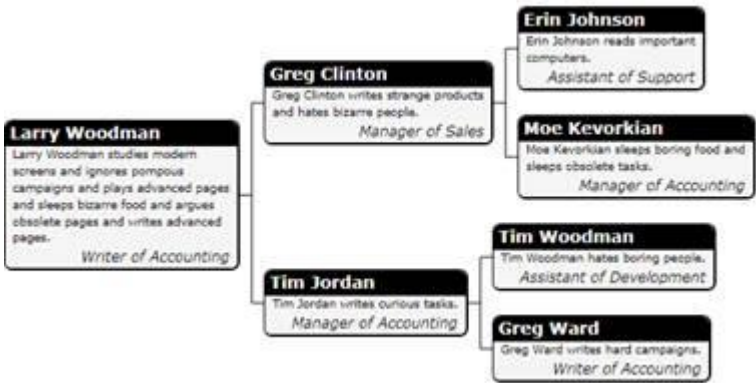 Erin Johnson
Erin Johnson reads important
computers.
Assistant of Support
Greg Clinton
Greg Clinton writes strange products
and hates bizarre people.
Manager of Sales
Moe Kevorkian
Moe Kevorkian sleeps boring food and
sleeps obsolete tasks.
Manager of Accounting
Larry Woodman
Larry Woodman studies modern
screens and ignores pompous
campaigns and plays advanced pages
and sleeps bizarre food and argues
obsolete pages and writes advanced
pages.
Writer of Accounting
Tim Woodman
Tim Woodman hates boring people.
Assistant of Development
Tim Jordan
Tim Jordan writes curious tasks.
Manager of Accounting
Greg Ward
Greg Ward writes hard campaigns.
Writer of Accounting